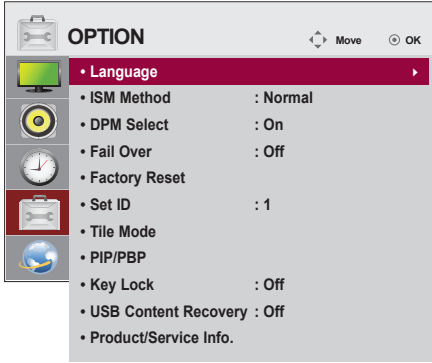 OPTION Move OK
• Language
• ISM Method : Normal
• DPM Select : On
• Fail Over : Off
• Factory Reset
• Set ID : 1
• Tile Mode
• PIP/PBP
• Key Lock : Off
• USB Content Recovery : Off
• Product/Service Info.